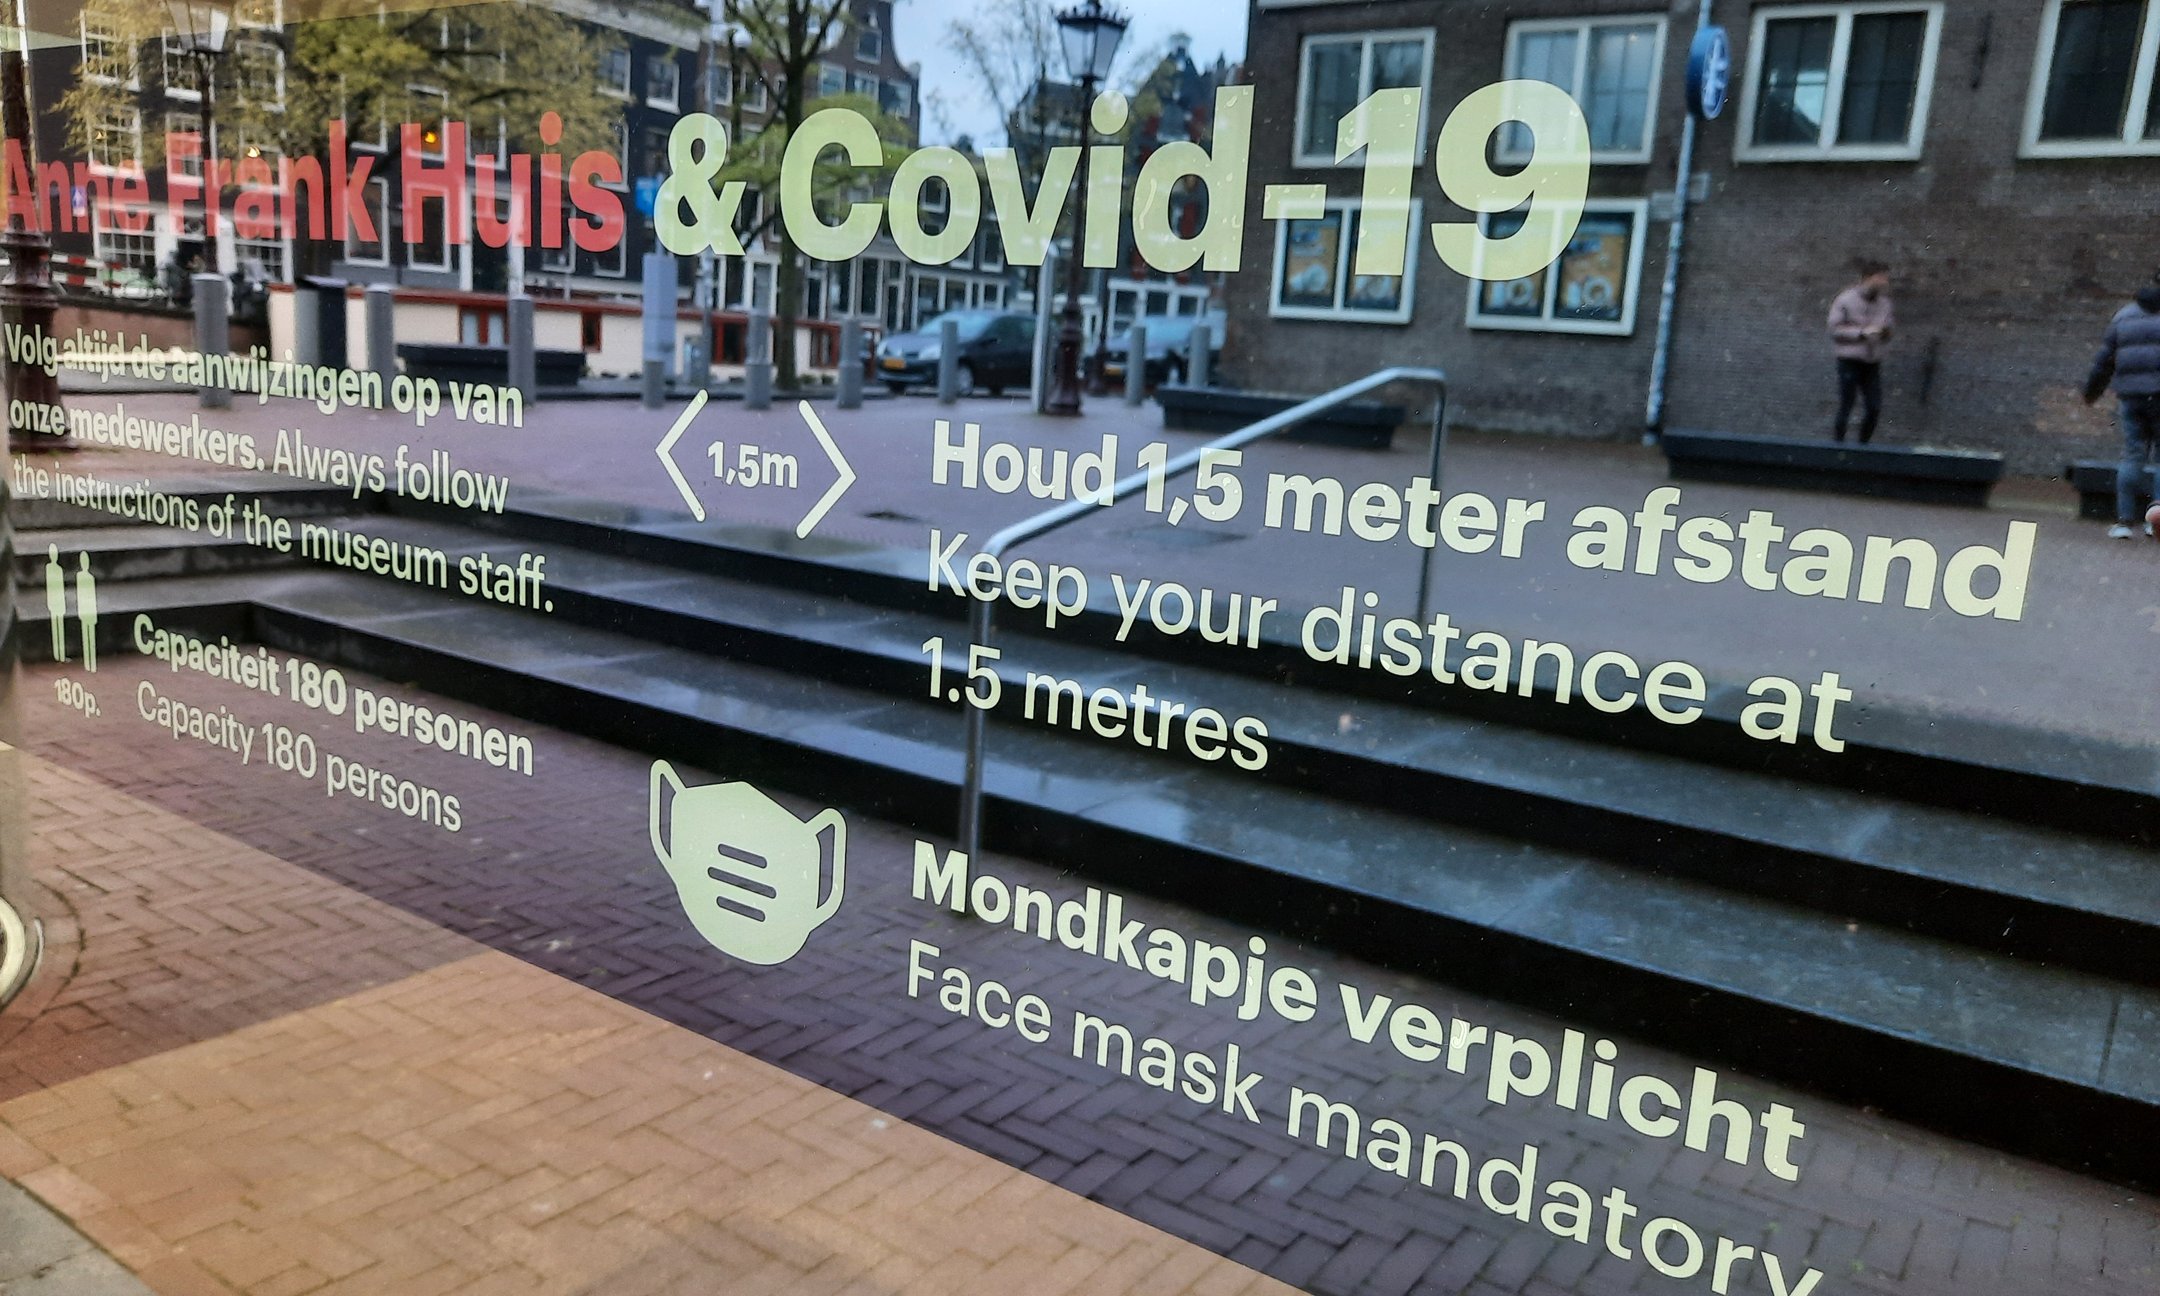 Anne Frank Huis & Covid-19
Volg altijd de aanwijzingen op van
onze medewerkers. Always follow
the instructions of the museum staff.
180p.
Capaciteit 180 personen
Capacity 180 persons
1,5m
Houd 1,5 meter afstand
Keep your distance at
1.5 metres
Mondkapje verplicht
Face mask mandatory